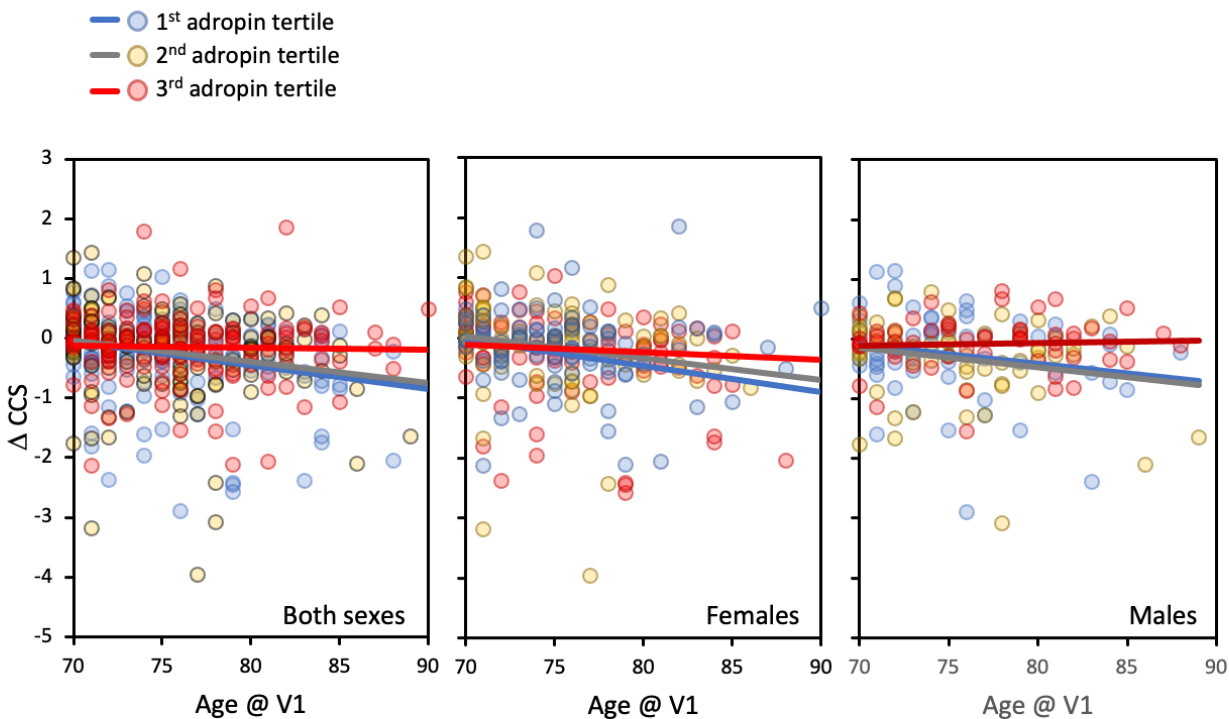 1st adropin tertile
2nd adropin tertile
3rd adropin tertile
Δ CCS
3
2
1
0
-1
-2
-3
-4
-5
Both sexes
Females
Males
70 75 80 85 90
70 75 80 85 90
70 75 80 85 90
Age @ V1
Age @ V1
Age @ V1